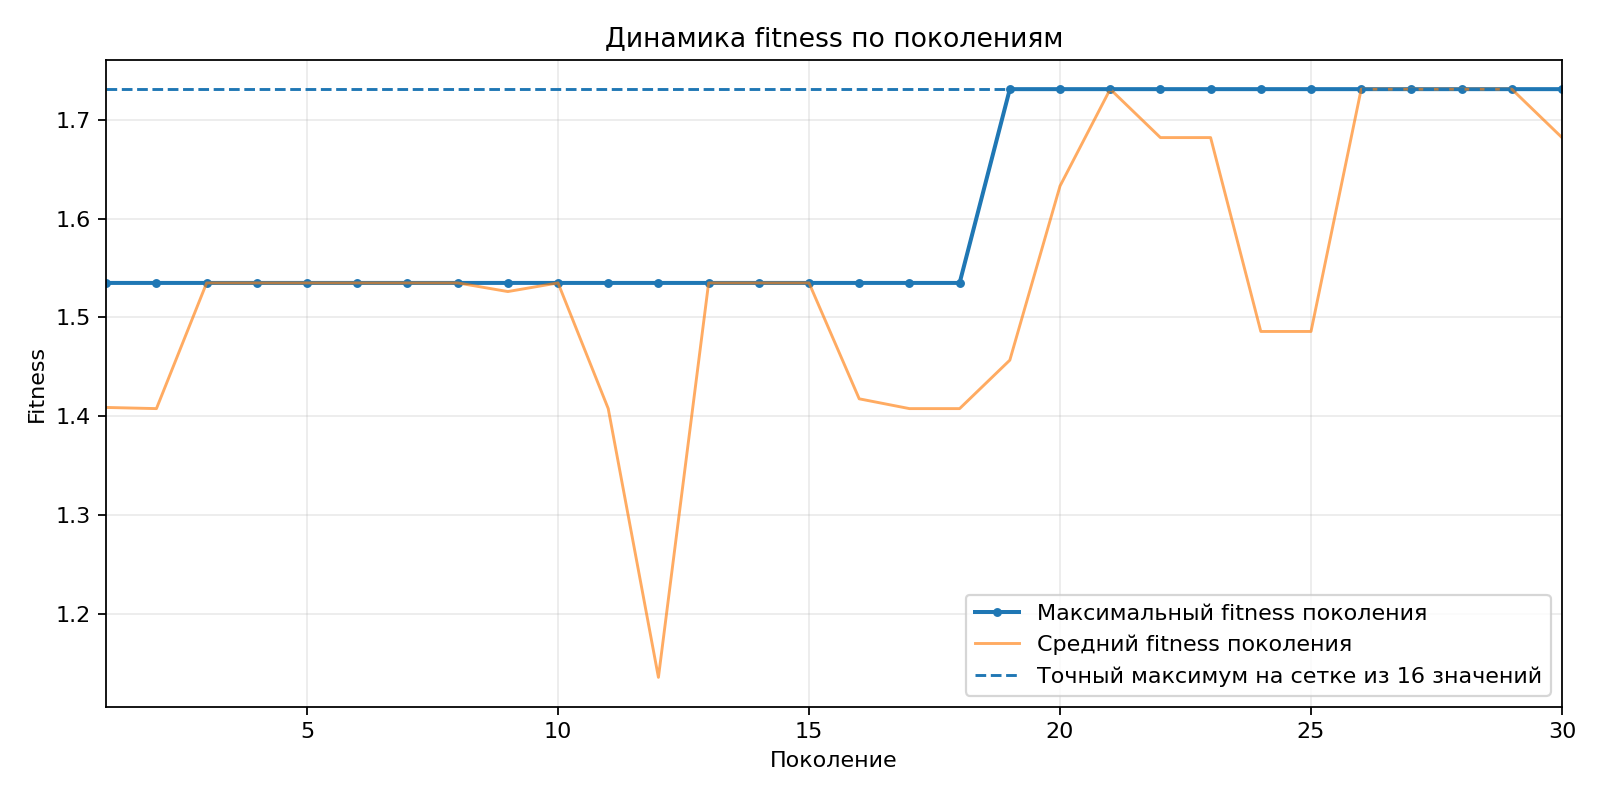 Динамика fitness по поколениям
Fitness
1.7
1.6
1.5
1.4
1.3
1.2
5 10 15 20 25 30
Поколение
Максимальный fitness поколения
Средний fitness поколения
Точный максимум на сетке из 16 значений